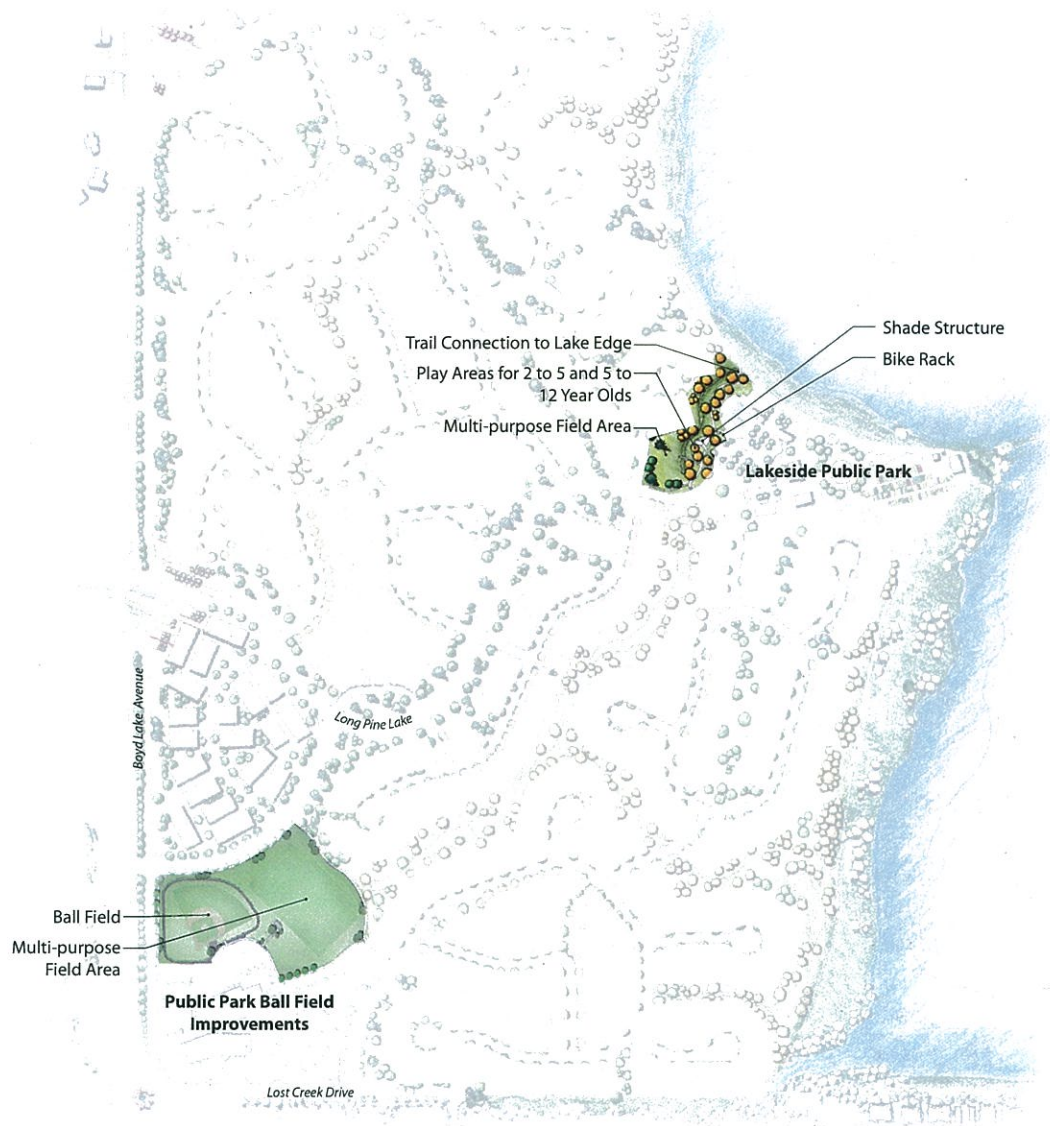 Shade Structure
Trail Connection to Lake Edge
Bike Rack
Play Areas for 2 to 5 and 5 to
12 Year Olds
Multi-purpose Field Area
Lakeside Public Park
Boyd Lake Avenue
Long Pine Lake
Ball Field
Multi-purpose
Field Area
Public Park Ball Field
Improvements
Lost Creek Drive